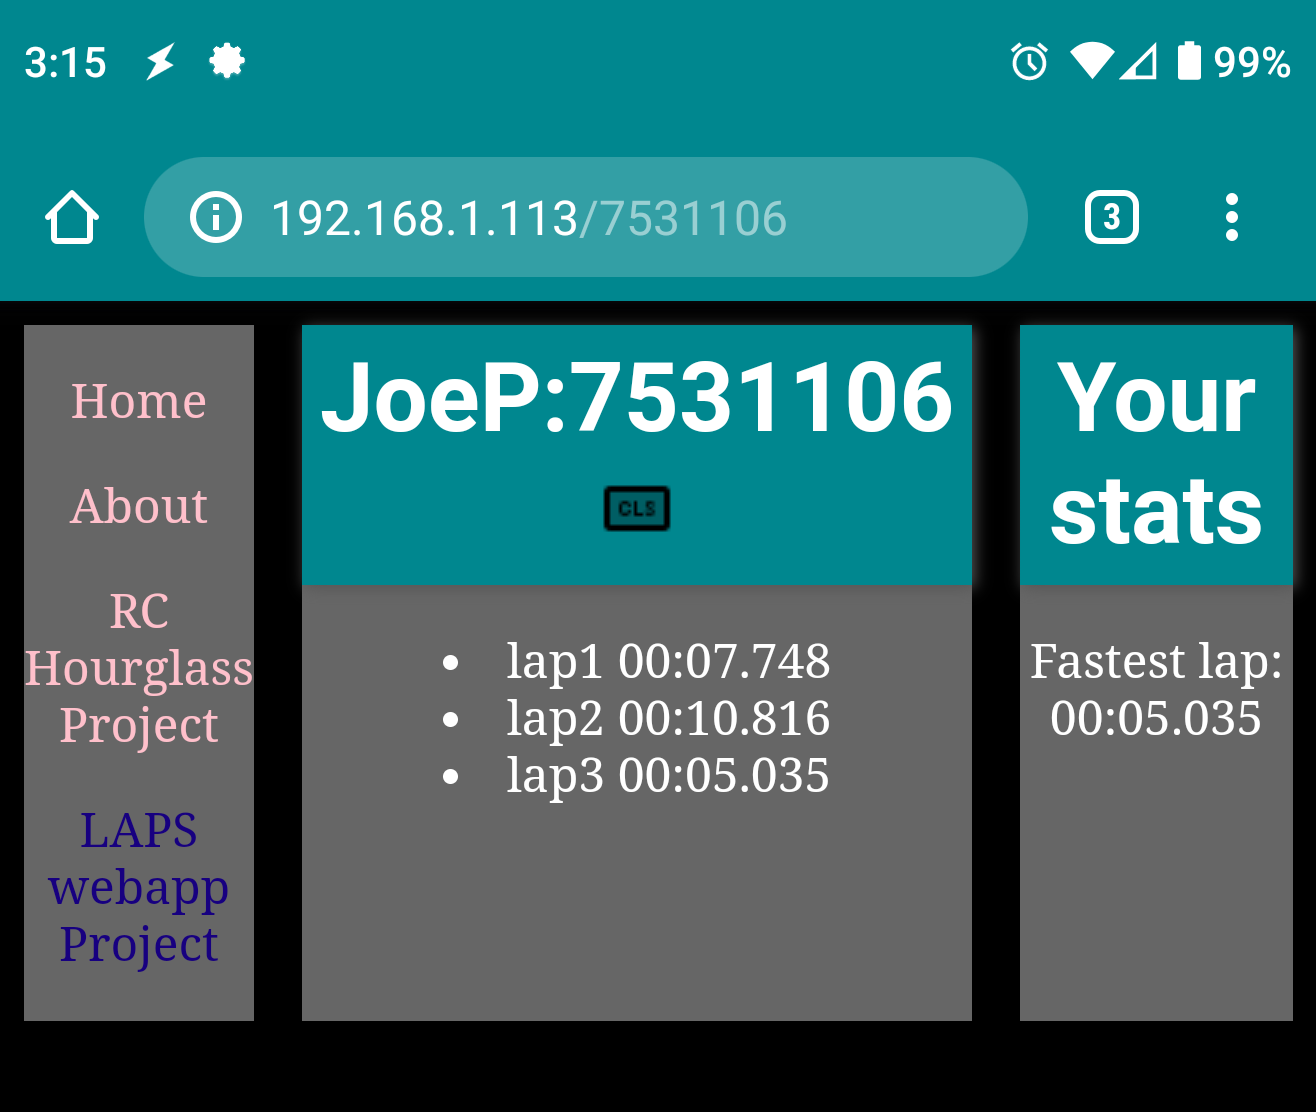 3:15
99%
192.168.1.113/7531106
3
Home
About
RC
Hourglass
Project
LAPS
webapp
Project
JoeP:7531106
CLS
• lap1 00:07.748
• lap2 00:10.816
• lap3 00:05.035
Your
stats
Fastest lap:
00:05.035